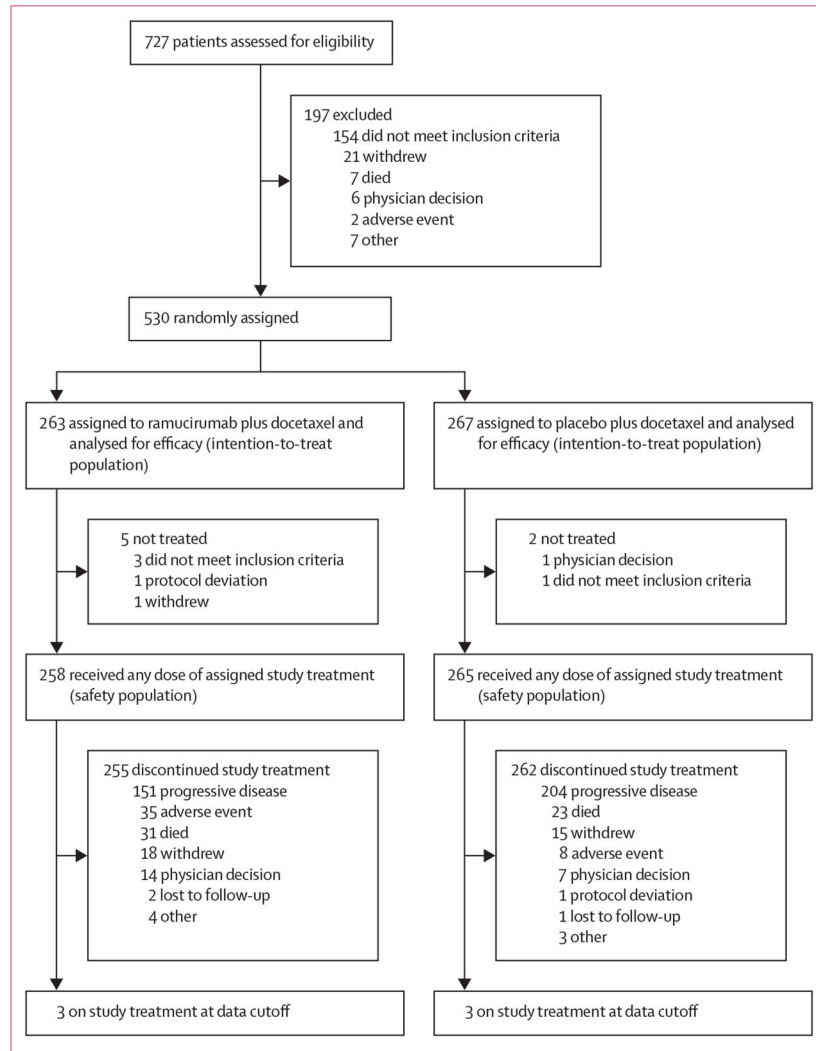 727 patients assessed for eligibility
197 excluded
154 did not meet inclusion criteria
21 withdrew
7 died
6 physician decision
2 adverse event
7 other
530 randomly assigned
263 assigned to ramucirumab plus docetaxel and
analysed for efficacy (intention-to-treat
population)
267 assigned to placebo plus docetaxel and analysed
for efficacy (intention-to-treat population)
5 not treated
3 did not meet inclusion criteria
1 protocol deviation
1 withdrew
2 not treated
1 physician decision
1 did not meet inclusion criteria
258 received any dose of assigned study treatment
(safety population)
265 received any dose of assigned study treatment
(safety population)
255 discontinued study treatment
151 progressive disease
35 adverse event
31 died
18 withdrew
14 physician decision
2 lost to follow-up
4 other
262 discontinued study treatment
204 progressive disease
23 died
15 withdrew
8 adverse event
7 physician decision
1 protocol deviation
1 lost to follow-up
3 other
3 on study treatment at data cutoff
3 on study treatment at data cutoff